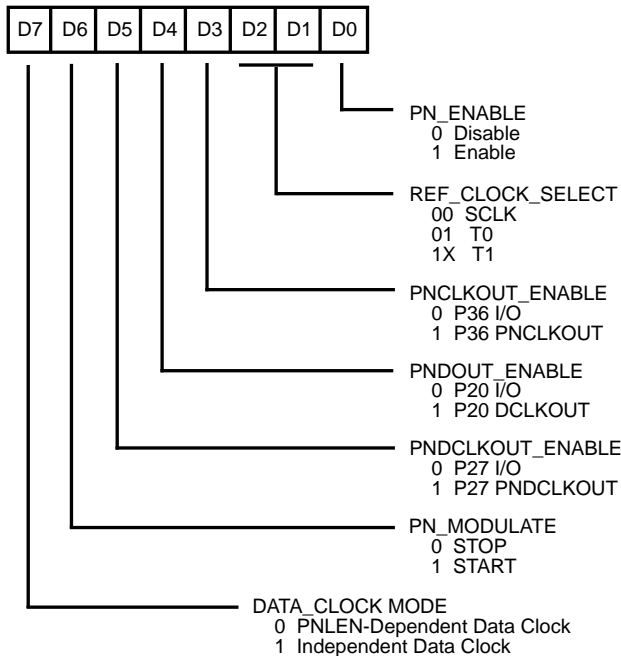 D7 D6 D5 D4 D3 D2 D1 D0
PN_ENABLE
0 Disable
1 Enable
REF_CLOCK_SELECT
00 SCLK
01 T0
1X T1
PNCLKOUT_ENABLE
0 P36 I/O
1 P36 PNCLKOUT
PNDOUT_ENABLE
0 P20 I/O
1 P20 DCLKOUT
PNDCLKOUT_ENABLE
0 P27 I/O
1 P27 PNDCLKOUT
PN_MODULATE
0 STOP
1 START
DATA_CLOCK MODE
0 PNLEN-Dependent Data Clock
1 Independent Data Clock